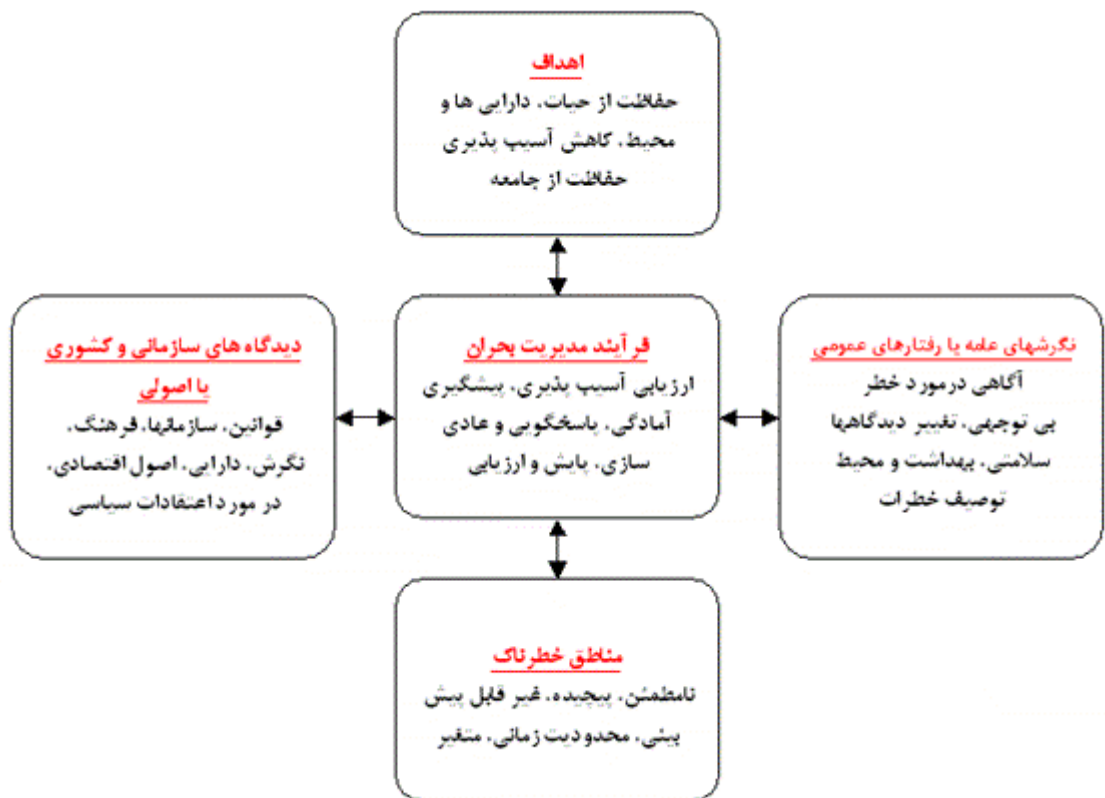 اهداف
حفاظت از حیات، دارایی ها و
محیط، کاهش آسیب پذیری
حفاظت از جامعه
نگرشهای عامه یا رفتارهای عمومی
آگاهی درمورد خطر
بی توجهی، تغییر دیدگاهها
سلامتی، بهداشت و محیط
توصیف خطرات
فرآیند مدیریت بحران
ارزیابی آسیب پذیری، پیشگیری
آمادگی، پاسخگویی و عادی
سازی، پایش و ارزیابی
دیدگاه های سازمانی و کشوری
یا اصولی
قوانین، سازمانها، فرهنگ،
نگرش، دارایی، اصول اقتصادی،
در مورد اعتقادات سیاسی
مناطق خطرناک
نامطمئن، پیچیده، غیر قابل پیش
بینی، محدودیت زمانی، متغیر